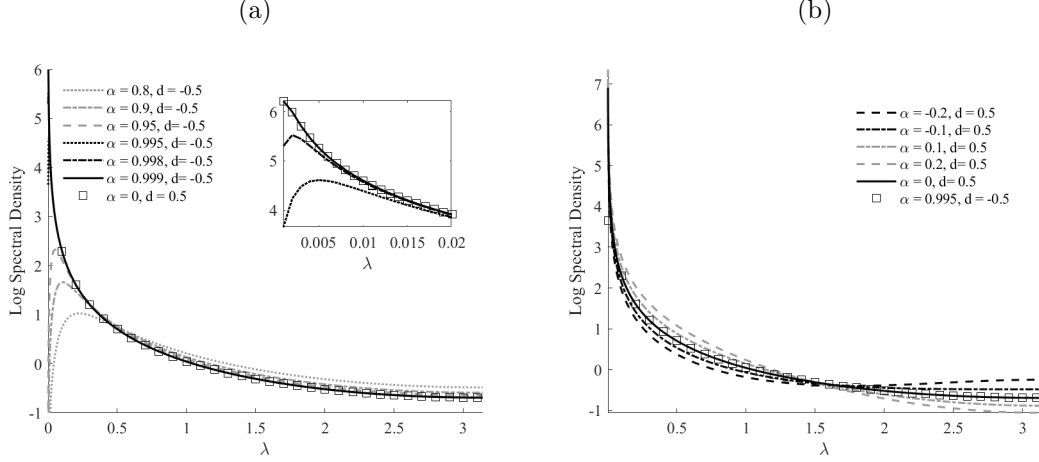 (a)
6
5
4
3
2
1
0
-1
Log Spectral Density
α = 0.8, d = -0.5
α = 0.9, d= -0.5
α = 0.95, d= -0.5
α = 0.995, d= -0.5
α = 0.998, d= -0.5
α = 0.999, d= -0.5
α = 0, d = 0.5
6
5
4
0.005 0.01 0.015 0.02
λ
0 0.5 1 1.5 2 2.5 3
λ
(b)
7
6
5
4
3
2
1
0
-1
Log Spectral Density
α = -0.2, d= 0.5
α = -0.1, d= 0.5
α = 0.1, d= 0.5
α = 0.2, d= 0.5
α = 0, d= 0.5
α = 0.995, d= -0.5
0.5 1 1.5 2 2.5 3
λ